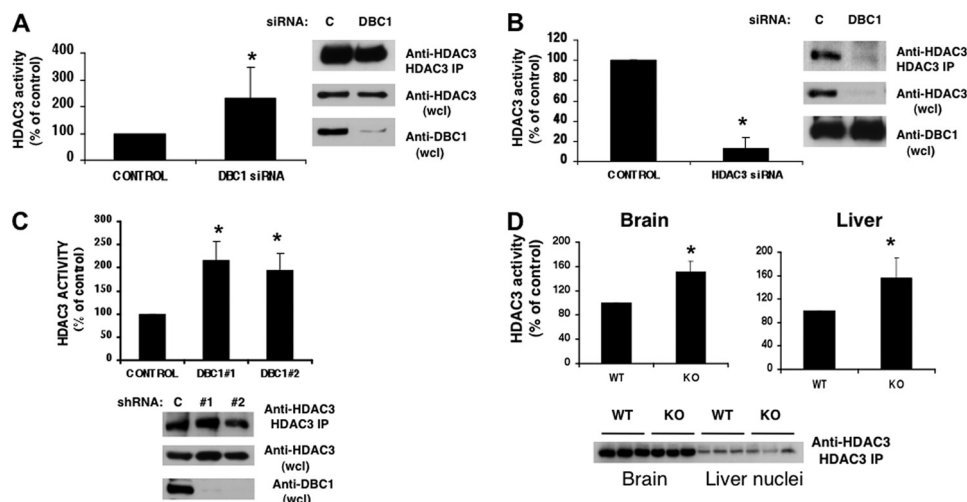 A
siRNA: C DBC1
HDAC3 activity
(% of control)
400
300
200
100
0
*
CONTROL
DBC1 siRNA
Anti-HDAC3
HDAC3 IP
Anti-HDAC3
(wcl)
Anti-DBC1
(wcl)
B
siRNA: C DBC1
HDAC3 activity
(% of control)
120
100
80
60
40
20
0
*
CONTROL
HDAC3 siRNA
Anti-HDAC3
HDAC3 IP
Anti-HDAC3
(wcl)
Anti-DBC1
(wcl)
C
HDAC3 ACTIVITY
(% of control)
300
250
200
150
100
50
0
*
*
CONTROL
DBC1#1
DBC1#2
shRNA: C #1 #2
Anti-HDAC3
HDAC3 IP
Anti-HDAC3
(wcl)
Anti-DBC1
(wcl)
D
Brain
HDAC3 activity
(% of control)
200
160
120
80
40
0
*
WT
KO
Liver
200
160
120
80
40
0
*
WT
KO
WT KO WT KO
Anti-HDAC3
HDAC3 IP
Brain Liver nuclei